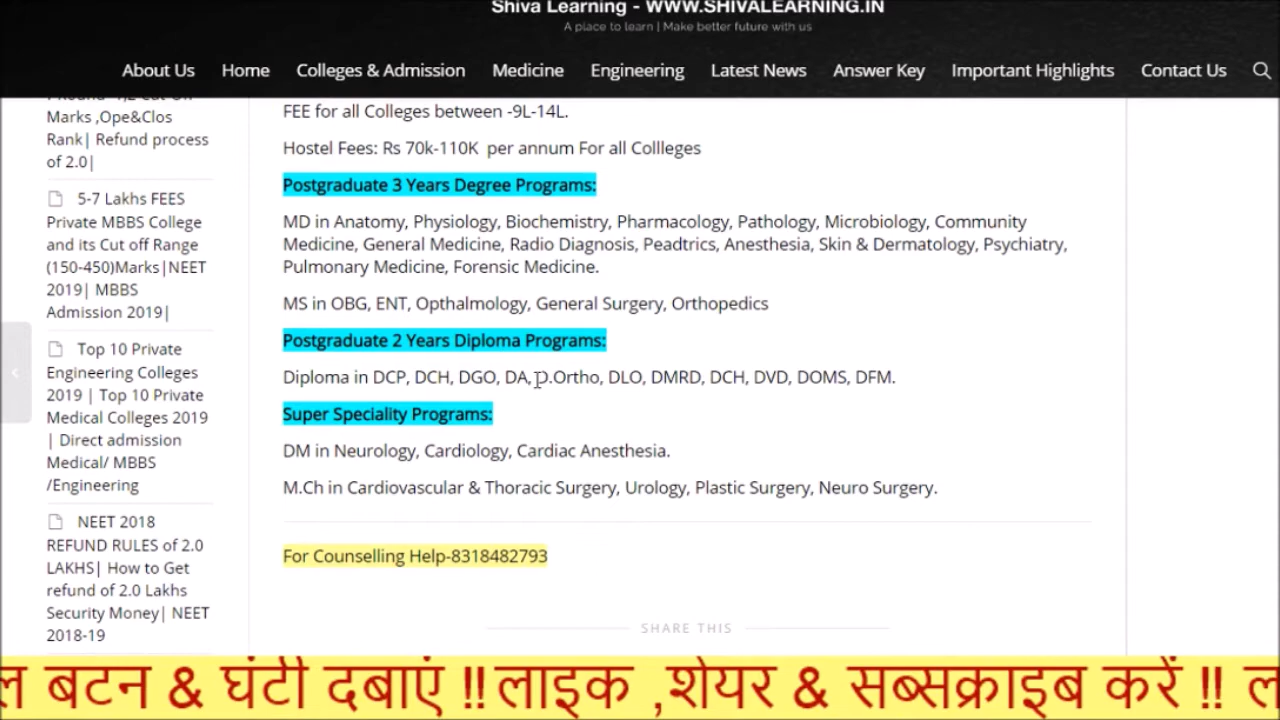 Shiva Learning - WWW.SHIVALEARNING.IN
A place to learn | Make better future with us
About Us Home Colleges & Admission Medicine Engineering Latest News Answer Key Important Highlights Contact Us
Marks ,Ope&Clos
Rank| Refund process
of 2.0|
5-7 Lakhs FEES
Private MBBS College
and its Cut off Range
(150-450)Marks|NEET
2019| MBBS
Admission 2019|
Top 10 Private
Engineering Colleges
2019 | Top 10 Private
Medical Colleges 2019
| Direct admission
Medical/ MBBS
/Engineering
NEET 2018
REFUND RULES of 2.0
LAKHS| How to Get
refund of 2.0 Lakhs
Security Money| NEET
2018-19
FEE for all Colleges between -9L-14L.
Hostel Fees: Rs 70k-110K per annum For all Collleges
Postgraduate 3 Years Degree Programs:
MD in Anatomy, Physiology, Biochemistry, Pharmacology, Pathology, Microbiology, Community
Medicine, General Medicine, Radio Diagnosis, Peadtrics, Anesthesia, Skin & Dermatology, Psychiatry,
Pulmonary Medicine, Forensic Medicine.
MS in OBG, ENT, Opthalmology, General Surgery, Orthopedics
Postgraduate 2 Years Diploma Programs:
Diploma in DCP, DCH, DGO, DA, D.Ortho, DLO, DMRD, DCH, DVD, DOMS, DFM.
Super Speciality Programs:
DM in Neurology, Cardiology, Cardiac Anesthesia.
M.Ch in Cardiovascular & Thoracic Surgery, Urology, Plastic Surgery, Neuro Surgery.
For Counselling Help-8318482793
SHARE THIS
बटन & घंटी दबाएं !! लाइक ,शेयर & सब्सक्राइब करें !!